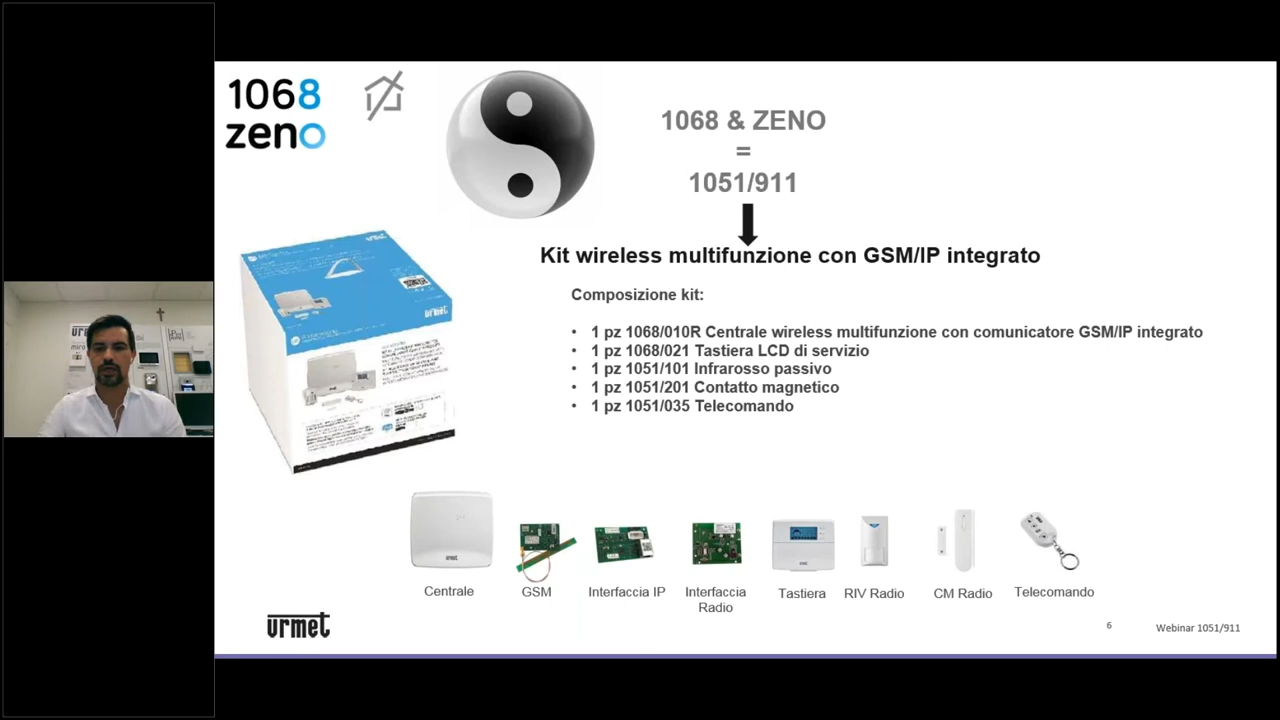 1068
zeno
1068 & ZENO
=
1051/911
Kit wireless multifunzione con GSM/IP integrato
Composizione kit:
• 1 pz 1068/010R Centrale wireless multifunzione con comunicatore GSM/IP integrato
• 1 pz 1068/021 Tastiera LCD di servizio
• 1 pz 1051/101 Infrarosso passivo
• 1 pz 1051/201 Contatto magnetico
• 1 pz 1051/035 Telecomando
urmet
urmet
urmet
Centrale
GSM
Interfaccia IP
Interfaccia
Radio
Tastiera
RIV Radio
CM Radio
Telecomando
urmet
6
Webinar 1051/911